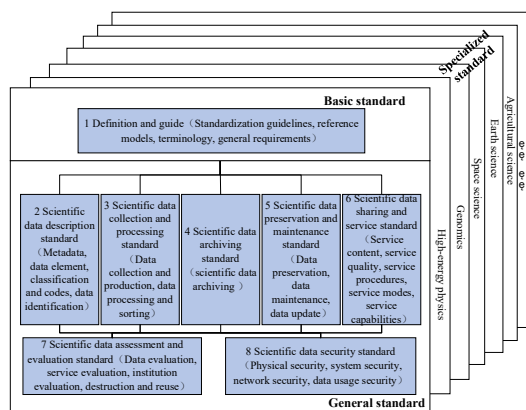 Specialized
standard
Basic standard
1 Definition and guide（Standardization guidelines, reference
models, terminology, general requirements）
2 Scientific
data description
standard
(Metadata,
data element,
classification
and codes, data
identification）
3 Scientific data
collection and
processing
standard
(Data
collection and
production, data
processing and
sorting)
4 Scientific data
archiving
standard
(scientific data
archiving)
5 Scientific data
preservation and
maintenance
standard
(Data
preservation,
data
maintenance,
data update)
6 Scientific data
sharing and
service standard
(Service
content, service
quality, service
procedures,
service modes,
service
capabilities）
7 Scientific data assessment and
evaluation standard（Data evaluation,
service evaluation, institution
evaluation, destruction and reuse）
8 Scientific data security standard
（Physical security, system security,
network security, data usage security)
General standard
High-energy physics
Genomics
Space science
Earth science
Agricultural science